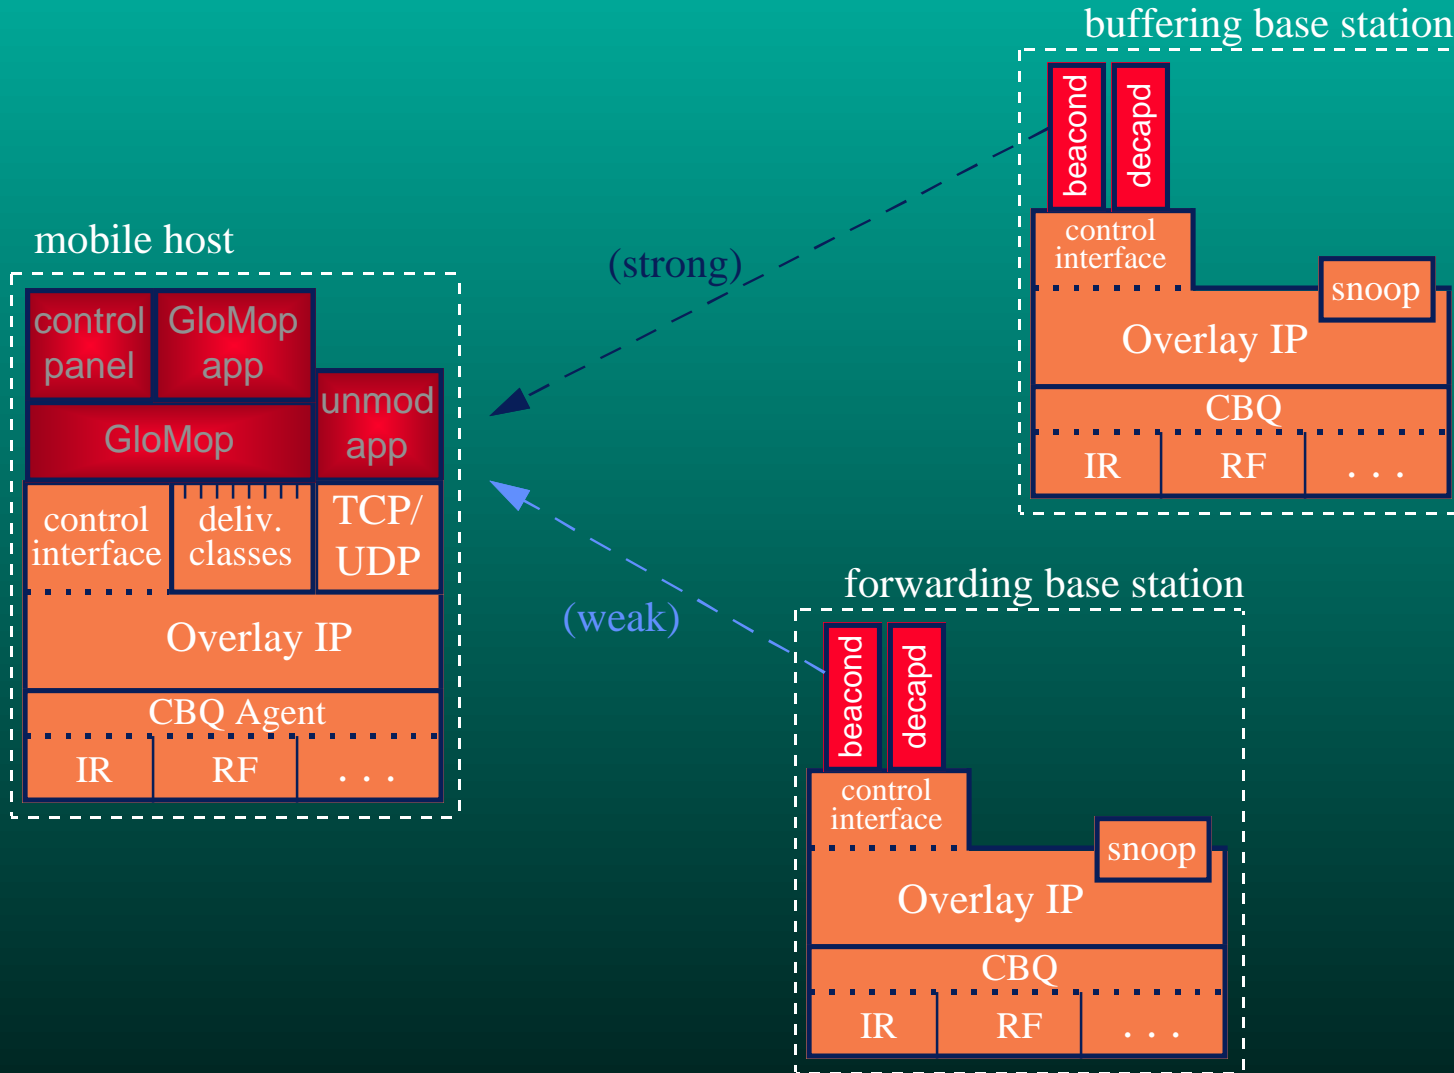 buffering base station
beacond
decapd
control
interface
snoop
Overlay IP
CBQ
IR
RF
. . .
(strong)
mobile host
control
panel
GloMop
app
GloMop
unmod
app
control
interface
deliv.
classes
TCP/
UDP
Overlay IP
CBQ Agent
IR
RF
. . .
(weak)
forwarding base station
beacond
decapd
control
interface
snoop
Overlay IP
CBQ
IR
RF
. . .